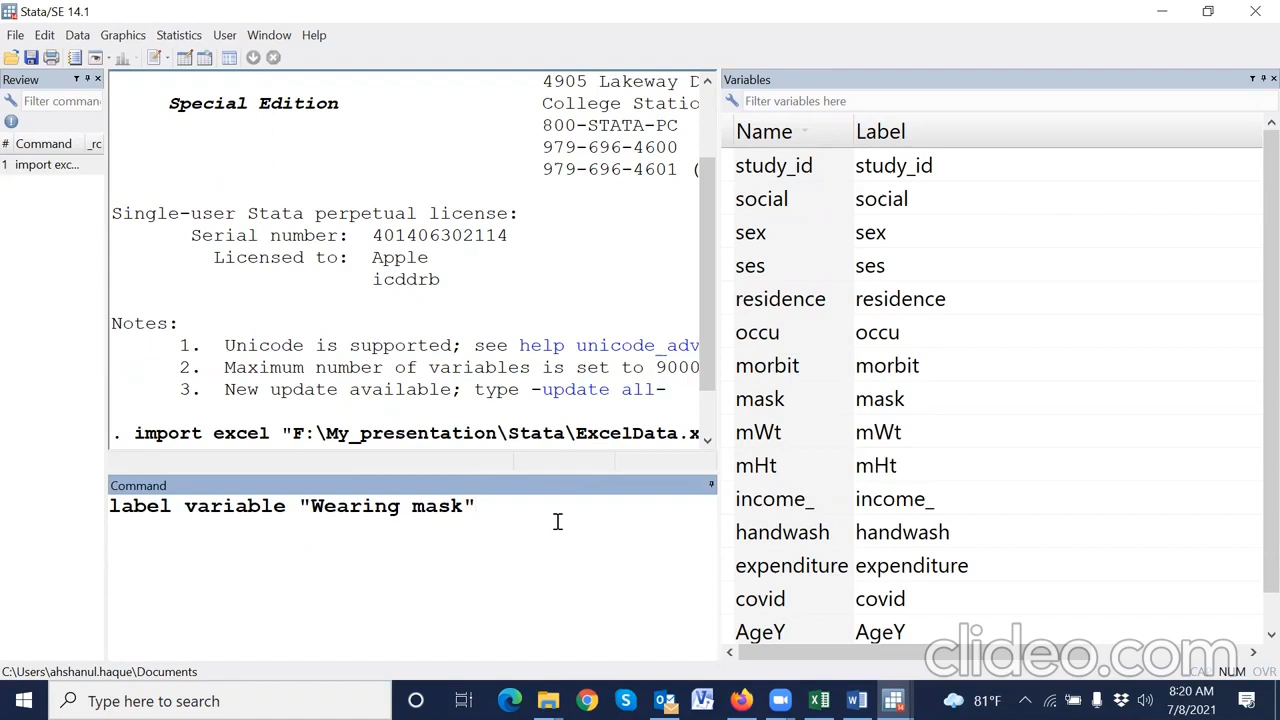 Stata/SE 14.1
File Edit Data Graphics Statistics User Window Help
Review
Filter comman
# Command _rc
1 import exc...
4905 Lakeway D
Special Edition College Statio
800-STATA-PC
979-696-4600
979-696-4601 (
Single-user Stata perpetual license:
Serial number: 401406302114
Licensed to: Apple
icddrb
Notes:
1. Unicode is supported; see help unicode_adv
2. Maximum number of variables is set to 9000
3. New update available; type -update all-
. import excel "F:\My_presentation\Stata\ExcelData.x
Command
label variable "Wearing mask"
Variables
Filter variables here
Name Label
study_id study_id
social social
sex sex
ses ses
residence residence
occu occu
morbit morbit
mask mask
mWt mWt
mHt mHt
income_ income_
handwash handwash
expenditure expenditure
covid covid
AgeY AgeY
clideo.com
C:\Users\ahshanul.haque\Documents
NUM OVR
Type here to search
81°F
8:20 AM
7/8/2021